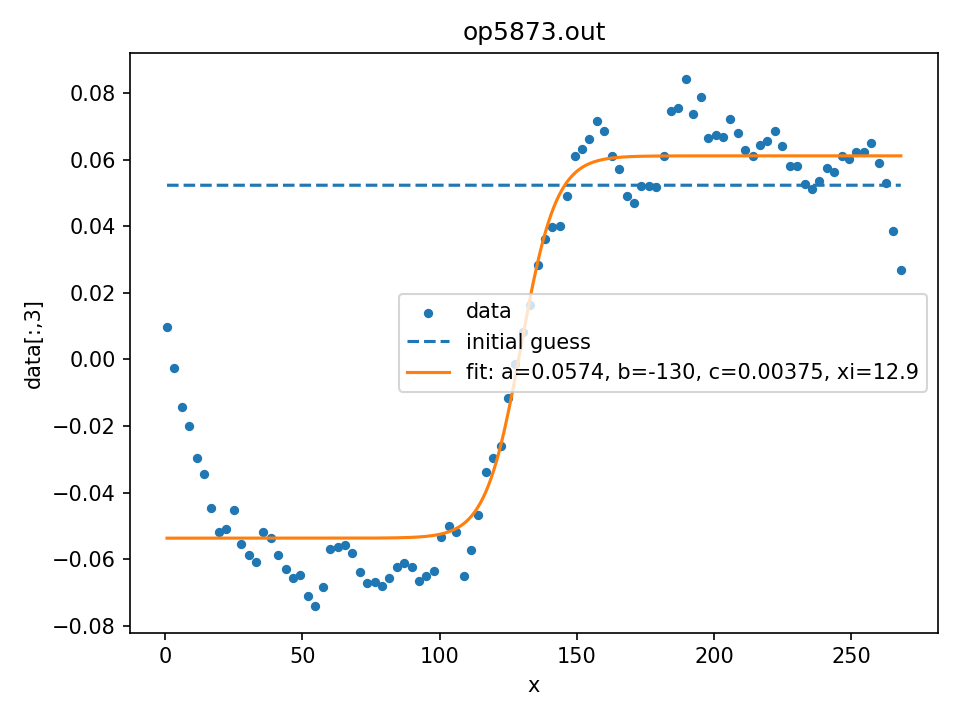 op5873.out
data[:,3]
0.08
0.06
0.04
0.02
0.00
−0.02
−0.04
−0.06
−0.08
data
initial guess
fit: a=0.0574, b=-130, c=0.00375, xi=12.9
0 50 100 150 200 250
x